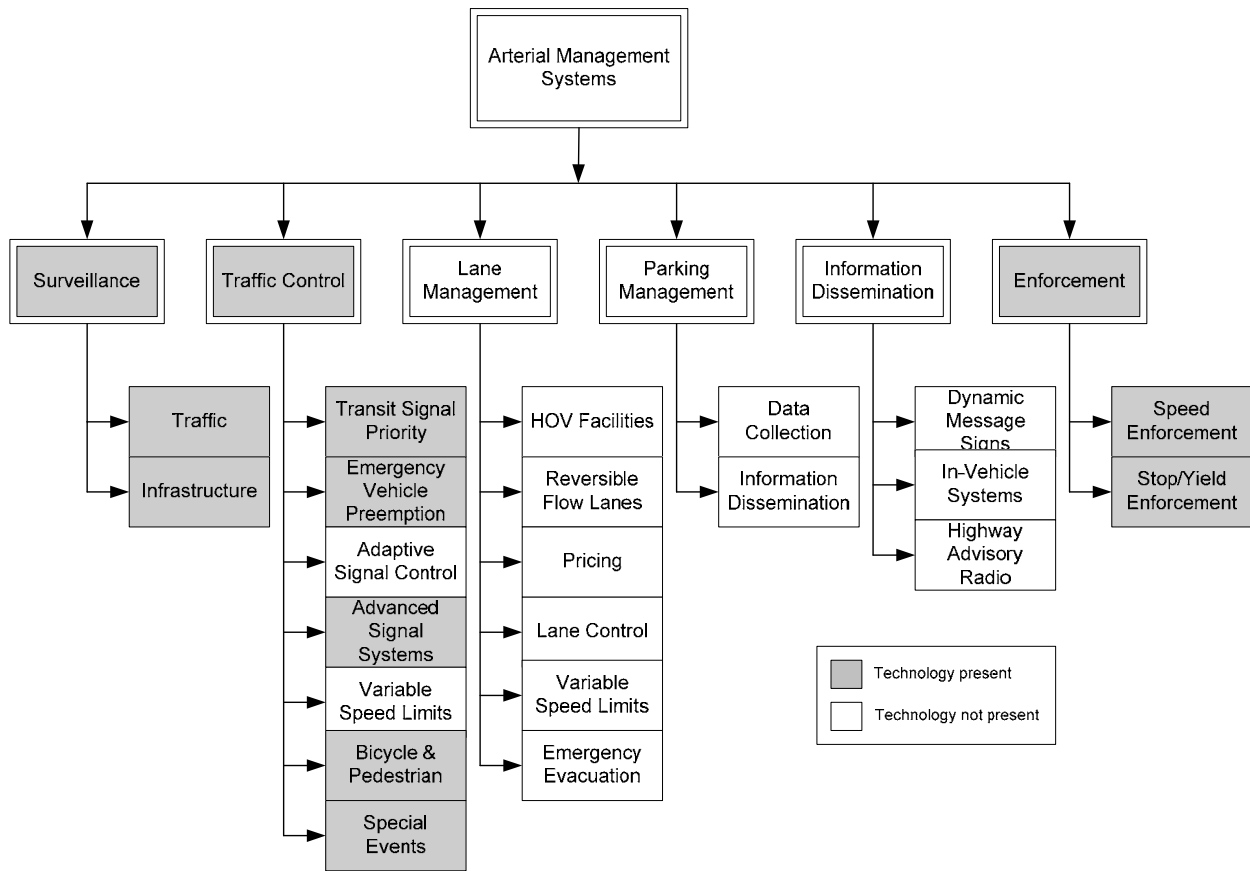 Arterial Management
Systems
Surveillance
Traffic Control
Lane
Management
Parking
Management
Information
Dissemination
Enforcement
Traffic
Infrastructure
Transit Signal
Priority
Emergency
Vehicle
Preemption
Adaptive
Signal Control
Advanced
Signal
Systems
Variable
Speed Limits
Bicycle &
Pedestrian
Special
Events
HOV Facilities
Reversible
Flow Lanes
Pricing
Lane Control
Variable
Speed Limits
Emergency
Evacuation
Data
Collection
Information
Dissemination
Dynamic
Message
Signs
In-Vehicle
Systems
Highway
Advisory
Radio
Speed
Enforcement
Stop/Yield
Enforcement
Technology present
Technology not present